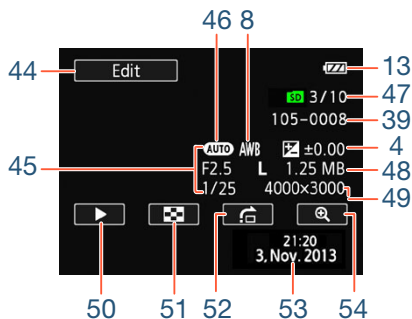 46 8
44 Edit 13
SD 3/10 47
105-0008 39
AUTO AWB ±0.00 4
45 F2.5 L 1.25 MB 48
1/25 4000×3000 49
21:20
3, Nov. 2013
50 51 52 53 54